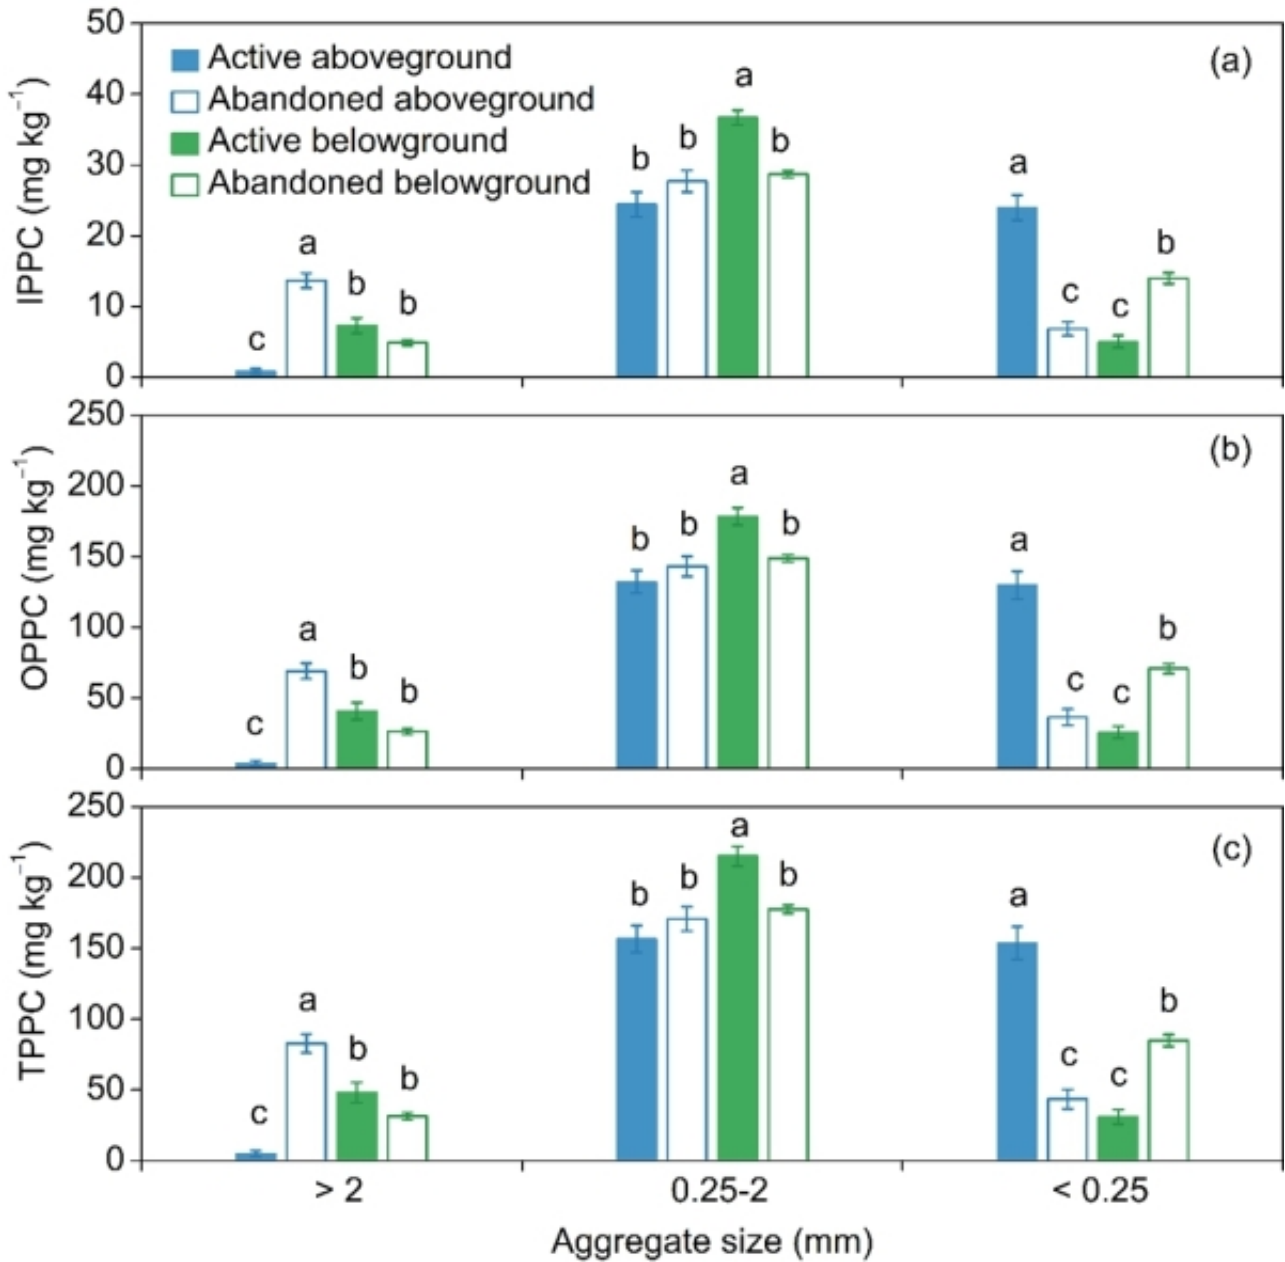 50
40
30
20
10
0
IPPC (mg kg⁻¹)
Active aboveground
Abandoned aboveground
Active belowground
Abandoned belowground
(a)
c a b b
b b a b
a c c b
250
200
150
100
50
0
OPPC (mg kg⁻¹)
(b)
c a b b
b b a b
a c c b
250
200
150
100
50
0
TPPC (mg kg⁻¹)
(c)
c a b b
b b a b
a c c b
> 2 0.25-2 < 0.25
Aggregate size (mm)